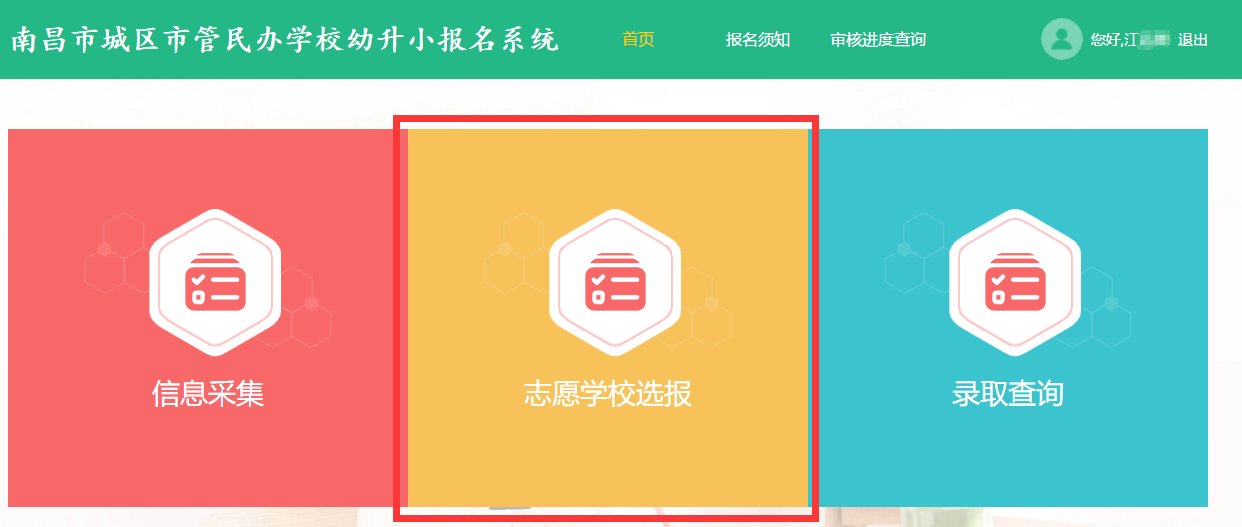 南昌市城区市管民办学校幼升小报名系统 首页 报名须知 审核进度查询 您好,江 退出
信息采集 志愿学校选报 录取查询